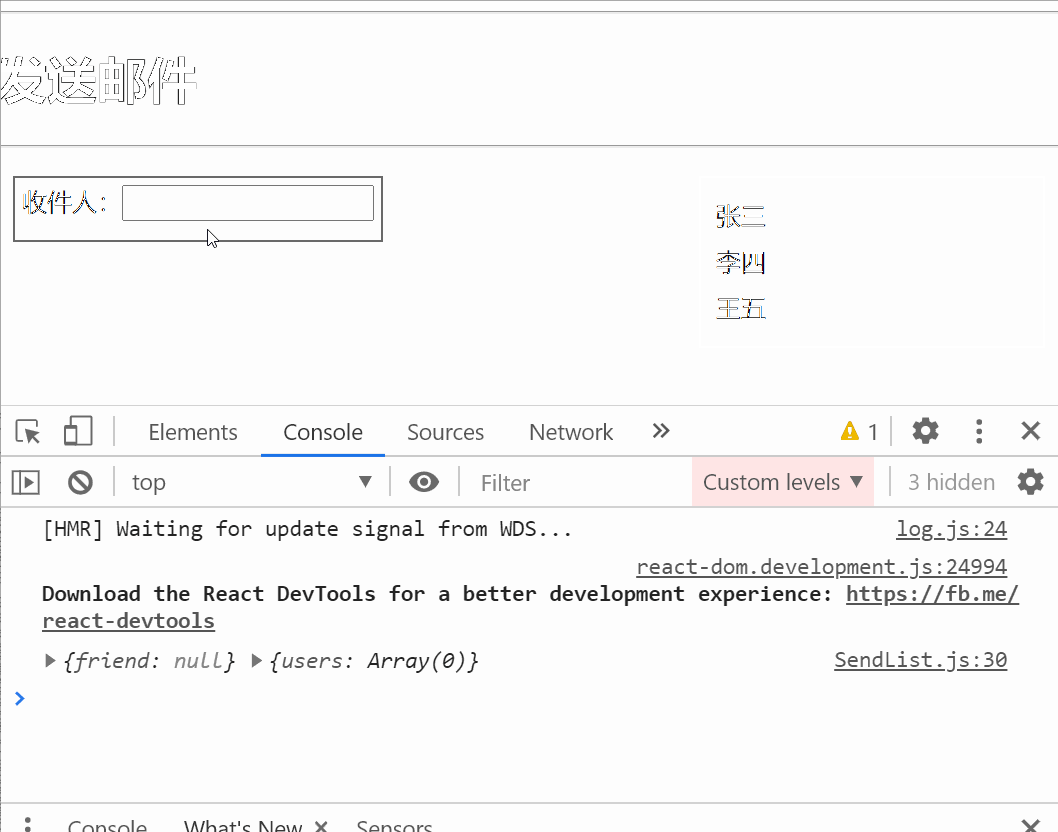 发送邮件
收件人：
张三
李四
王五
Elements Console Sources Network 1
top Filter Custom levels 3 hidden
[HMR] Waiting for update signal from WDS... log.js:24
react-dom.development.js:24994
Download the React DevTools for a better development experience: https://fb.me/
react-devtools
{friend: null} {users: Array(0)} SendList.js:30
Console What's New Sensors